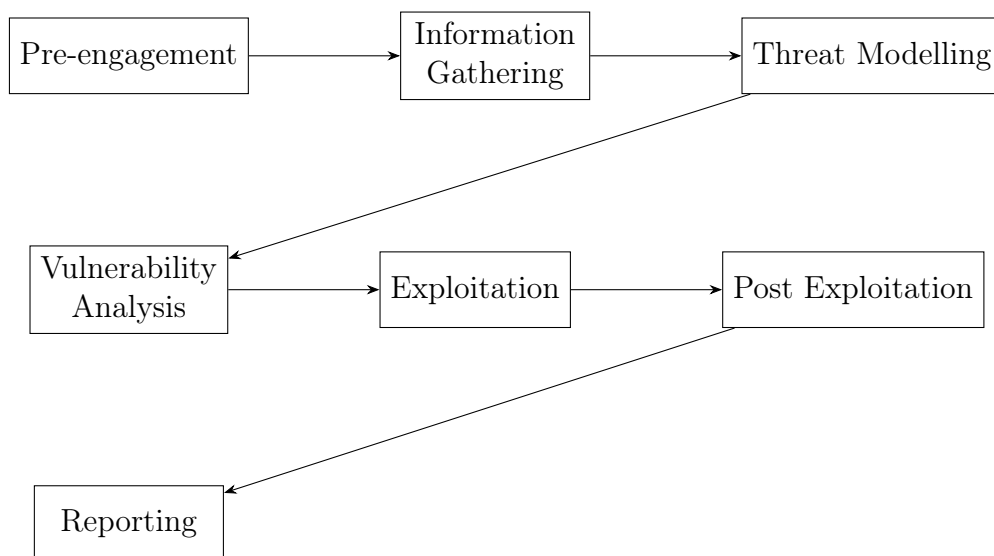 Pre-engagement
Information
Gathering
Threat Modelling
Vulnerability
Analysis
Exploitation
Post Exploitation
Reporting